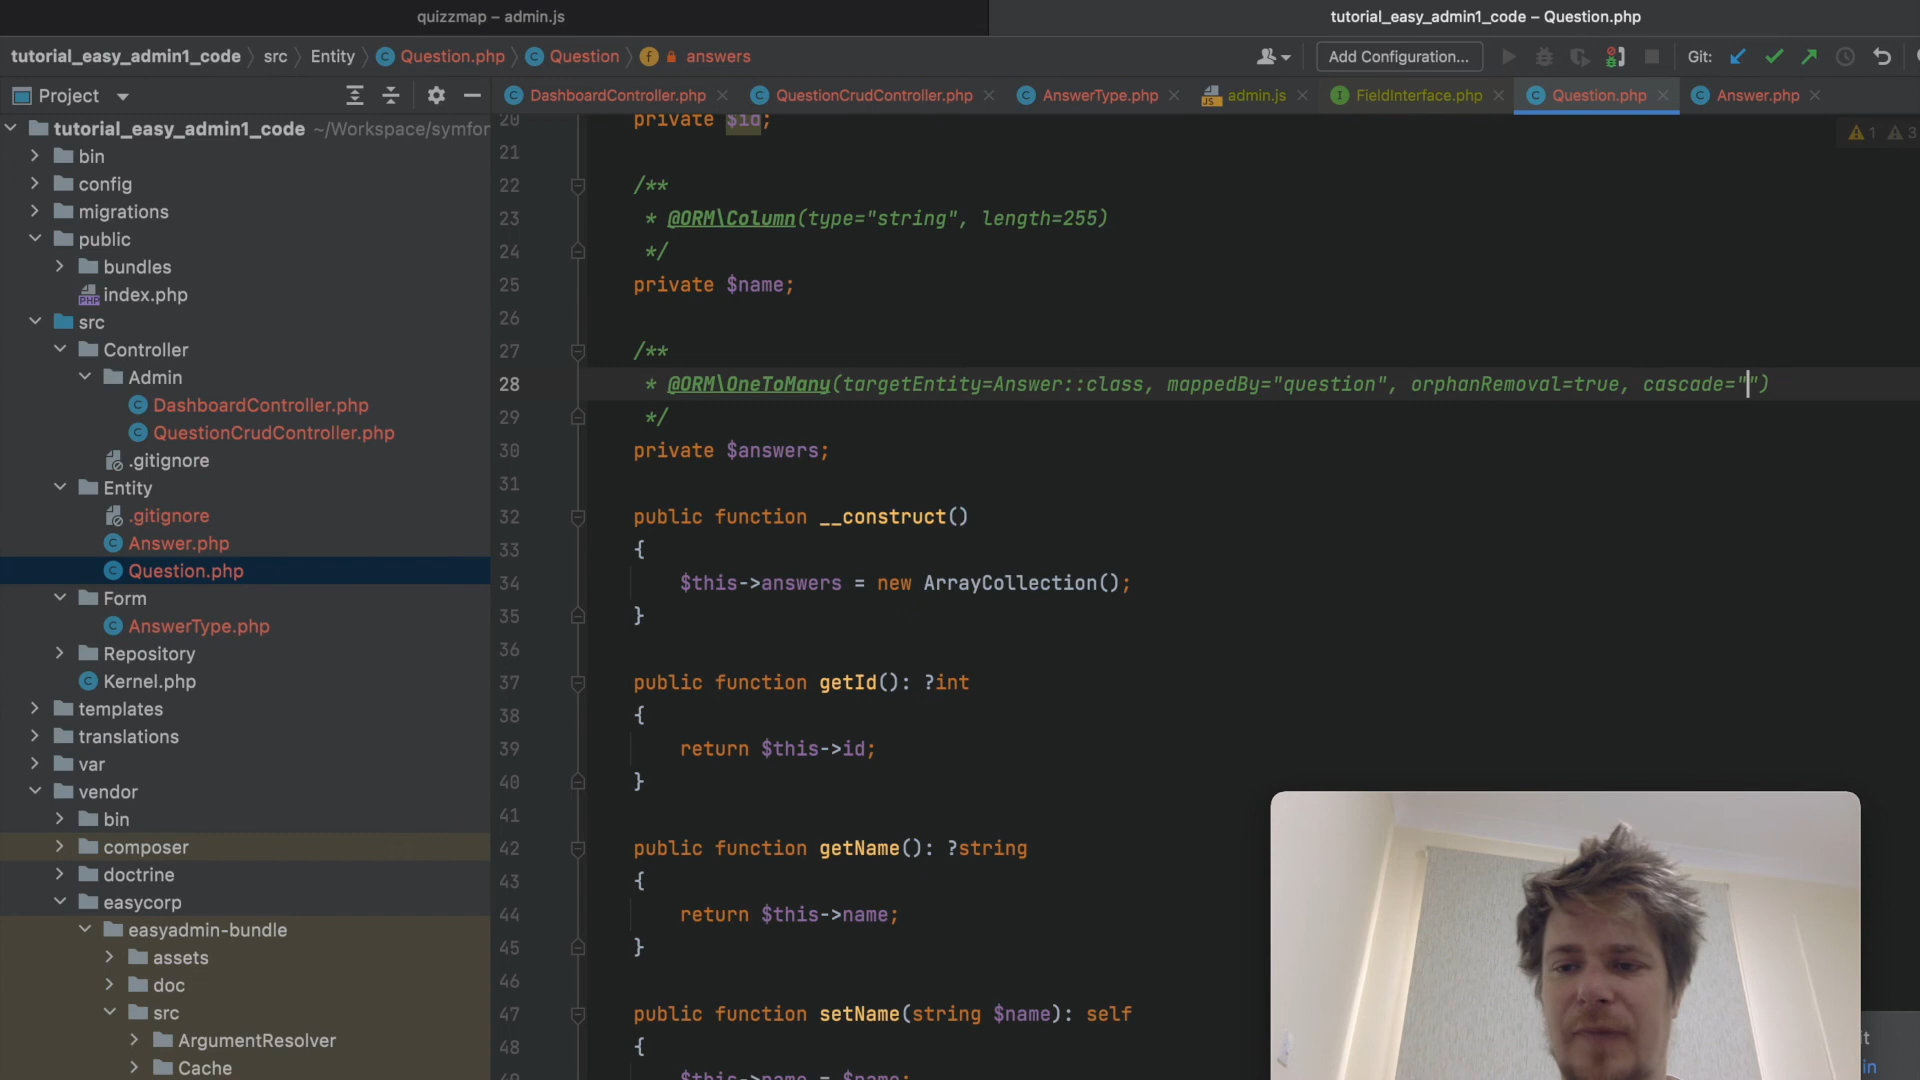 quizzmap – admin.js
tutorial_easy_admin1_code – Question.php
tutorial_easy_admin1_code
src
Entity
Question.php
Question
answers
Add Configuration...
Git:
Project
DashboardController.php
QuestionCrudController.php
AnswerType.php
admin.js
FieldInterface.php
Question.php
Answer.php
tutorial_easy_admin1_code ~/Workspace/symfor
bin
config
migrations
public
bundles
index.php
src
Controller
Admin
DashboardController.php
QuestionCrudController.php
.gitignore
Entity
.gitignore
Answer.php
Question.php
Form
AnswerType.php
Repository
Kernel.php
templates
translations
var
vendor
bin
composer
doctrine
easycorp
easyadmin-bundle
assets
doc
src
ArgumentResolver
Cache
1 3
20 private $id;
21
22 /**
23 * @ORM\Column(type="string", length=255)
24 */
25 private $name;
26
27 /**
28 * @ORM\OneToMany(targetEntity=Answer::class, mappedBy="question", orphanRemoval=true, cascade="")
29 */
30 private $answers;
31
32 public function __construct()
33 {
34 $this->answers = new ArrayCollection();
35 }
36
37 public function getId(): ?int
38 {
39 return $this->id;
40 }
41
42 public function getName(): ?string
43 {
44 return $this->name;
45 }
46
47 public function setName(string $name): self
48 {
49 $this->name = $name;
it
in